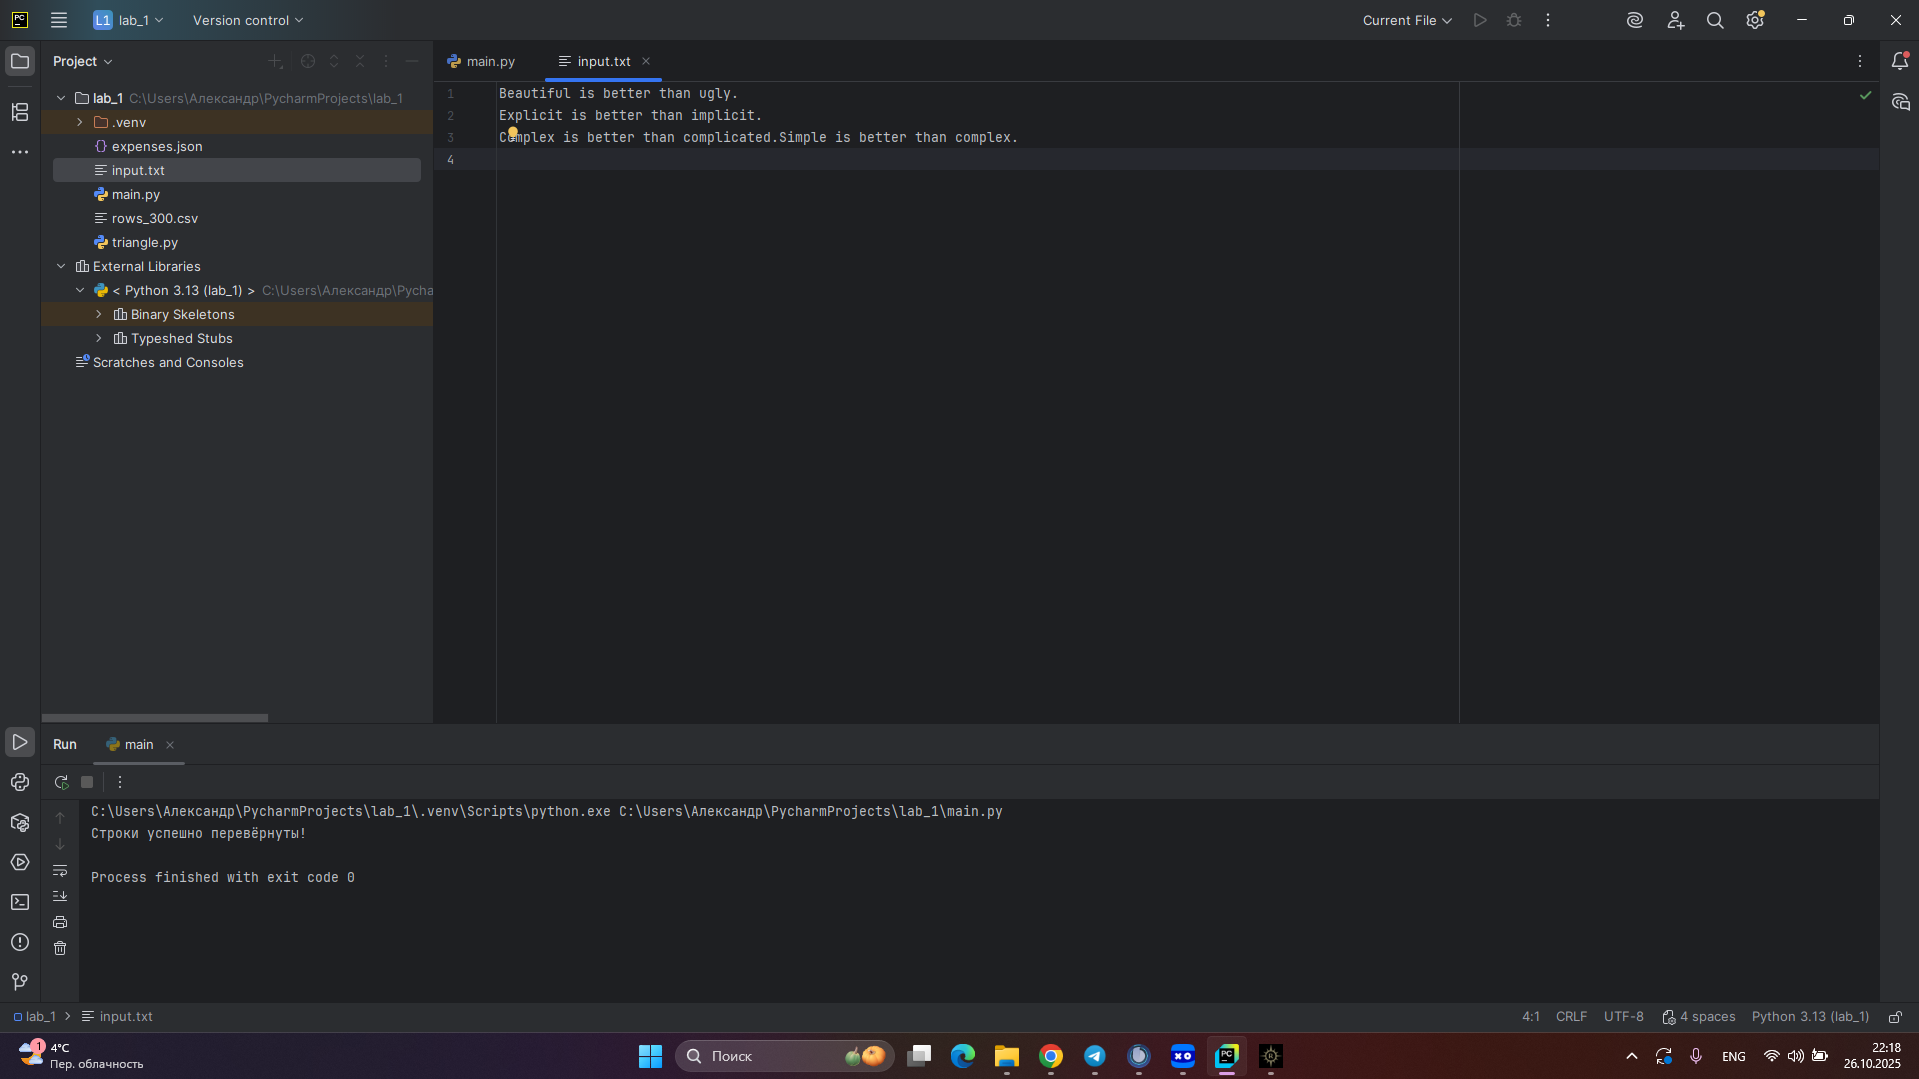 PC L1 lab_1 Version control Current File
Project
main.py
input.txt
lab_1 C:\Users\Александр\PycharmProjects\lab_1
.venv
expenses.json
input.txt
main.py
rows_300.csv
triangle.py
External Libraries
< Python 3.13 (lab_1) > C:\Users\Александр\Pycha
Binary Skeletons
Typeshed Stubs
Scratches and Consoles
1 Beautiful is better than ugly.
2 Explicit is better than implicit.
3 Complex is better than complicated.Simple is better than complex.
4
Run main
C:\Users\Александр\PycharmProjects\lab_1\.venv\Scripts\python.exe C:\Users\Александр\PycharmProjects\lab_1\main.py
Строки успешно перевёрнуты!
Process finished with exit code 0
lab_1 input.txt 4:1 CRLF UTF-8 4 spaces Python 3.13 (lab_1)
1 4°C
Пер. облачность
Поиск
XO
PC
ENG
22:18
26.10.2025